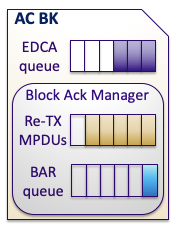 AC BK
EDCA
queue
Block Ack Manager
Re-TX
MPDUs
BAR
queue